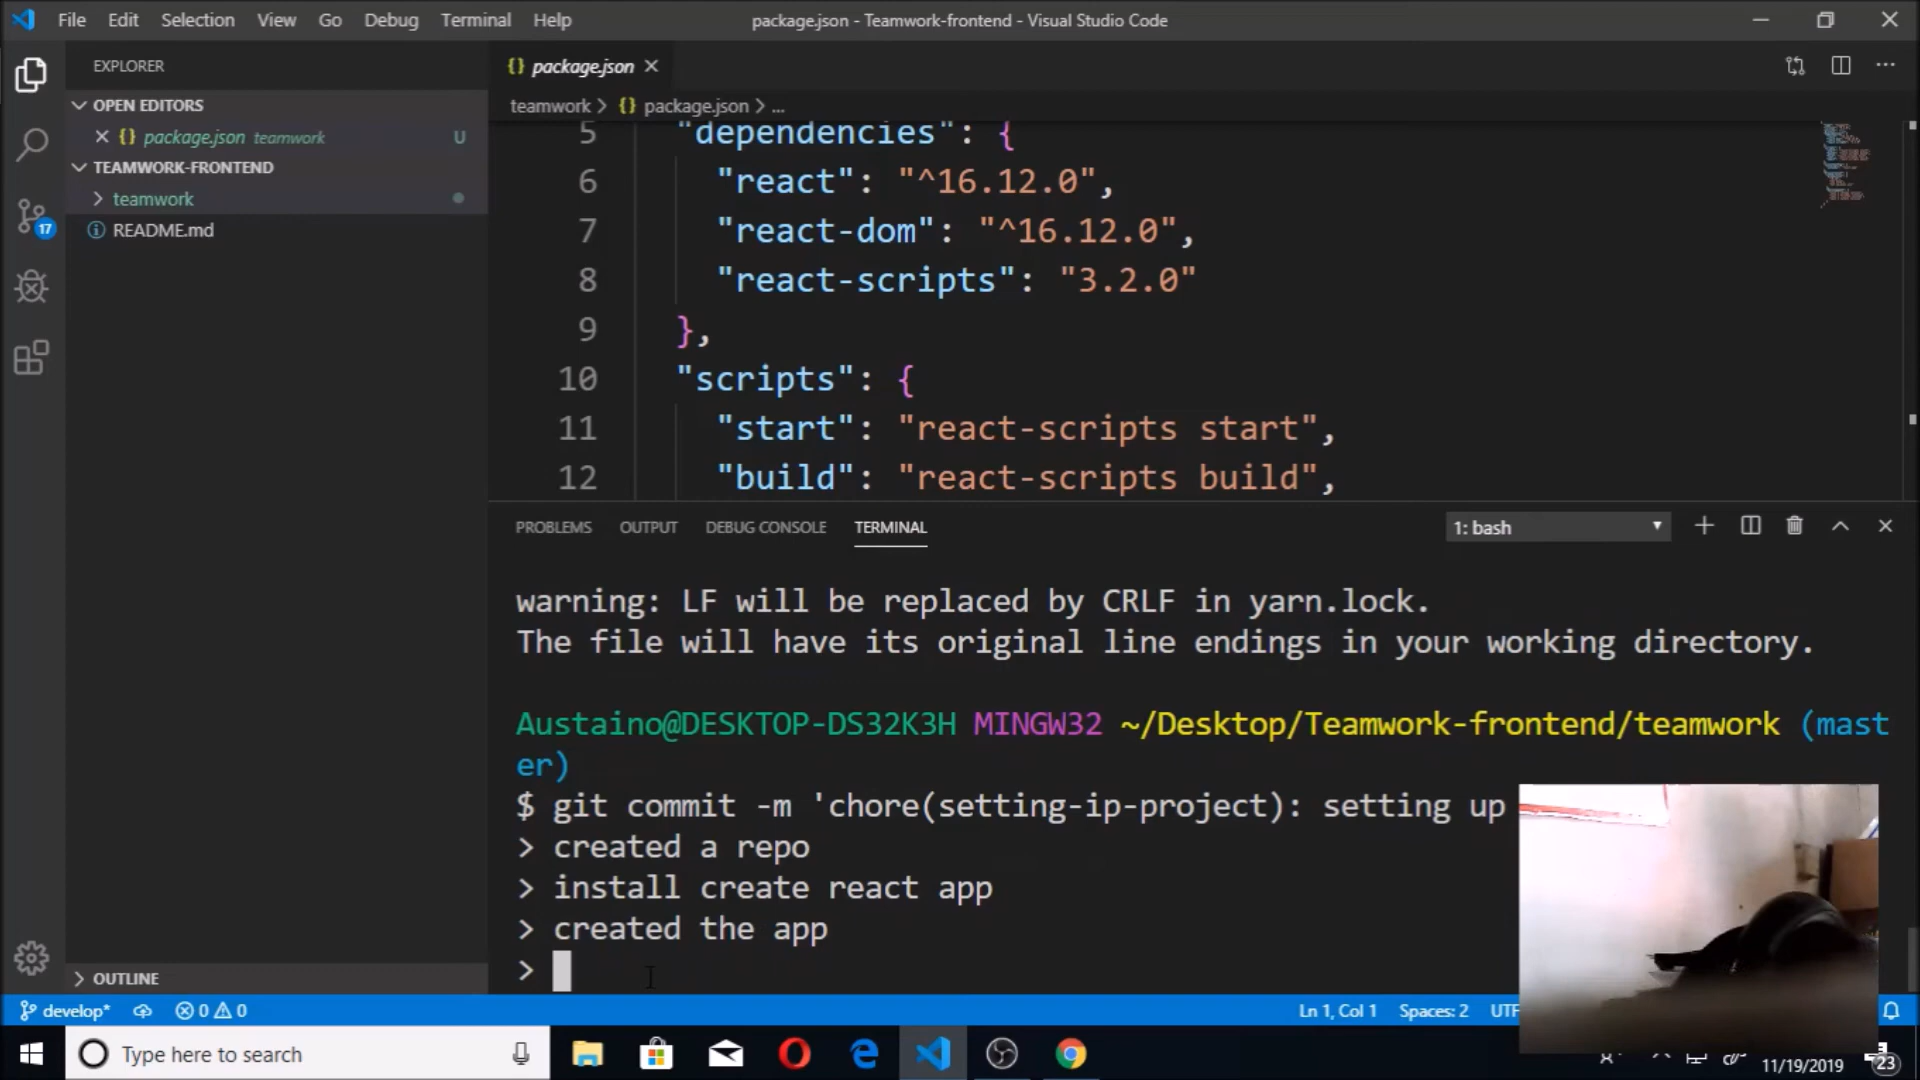 File Edit Selection View Go Debug Terminal Help
package.json - Teamwork-frontend - Visual Studio Code
EXPLORER
OPEN EDITORS
package.json teamwork U
TEAMWORK-FRONTEND
teamwork
README.md
17
OUTLINE
{} package.json
teamwork > {} package.json > ...
5 "dependencies": {
6 "react": "^16.12.0",
7 "react-dom": "^16.12.0",
8 "react-scripts": "3.2.0"
9 },
10 "scripts": {
11 "start": "react-scripts start",
12 "build": "react-scripts build",
PROBLEMS OUTPUT DEBUG CONSOLE TERMINAL
1: bash
warning: LF will be replaced by CRLF in yarn.lock.
The file will have its original line endings in your working directory.
Austaino@DESKTOP-DS32K3H MINGW32 ~/Desktop/Teamwork-frontend/teamwork (mast
er)
$ git commit -m 'chore(setting-ip-project): setting up
> created a repo
> install create react app
> created the app
>
develop* 0 0 Ln 1, Col 1 Spaces: 2 UTF
Type here to search
11/19/2019 23